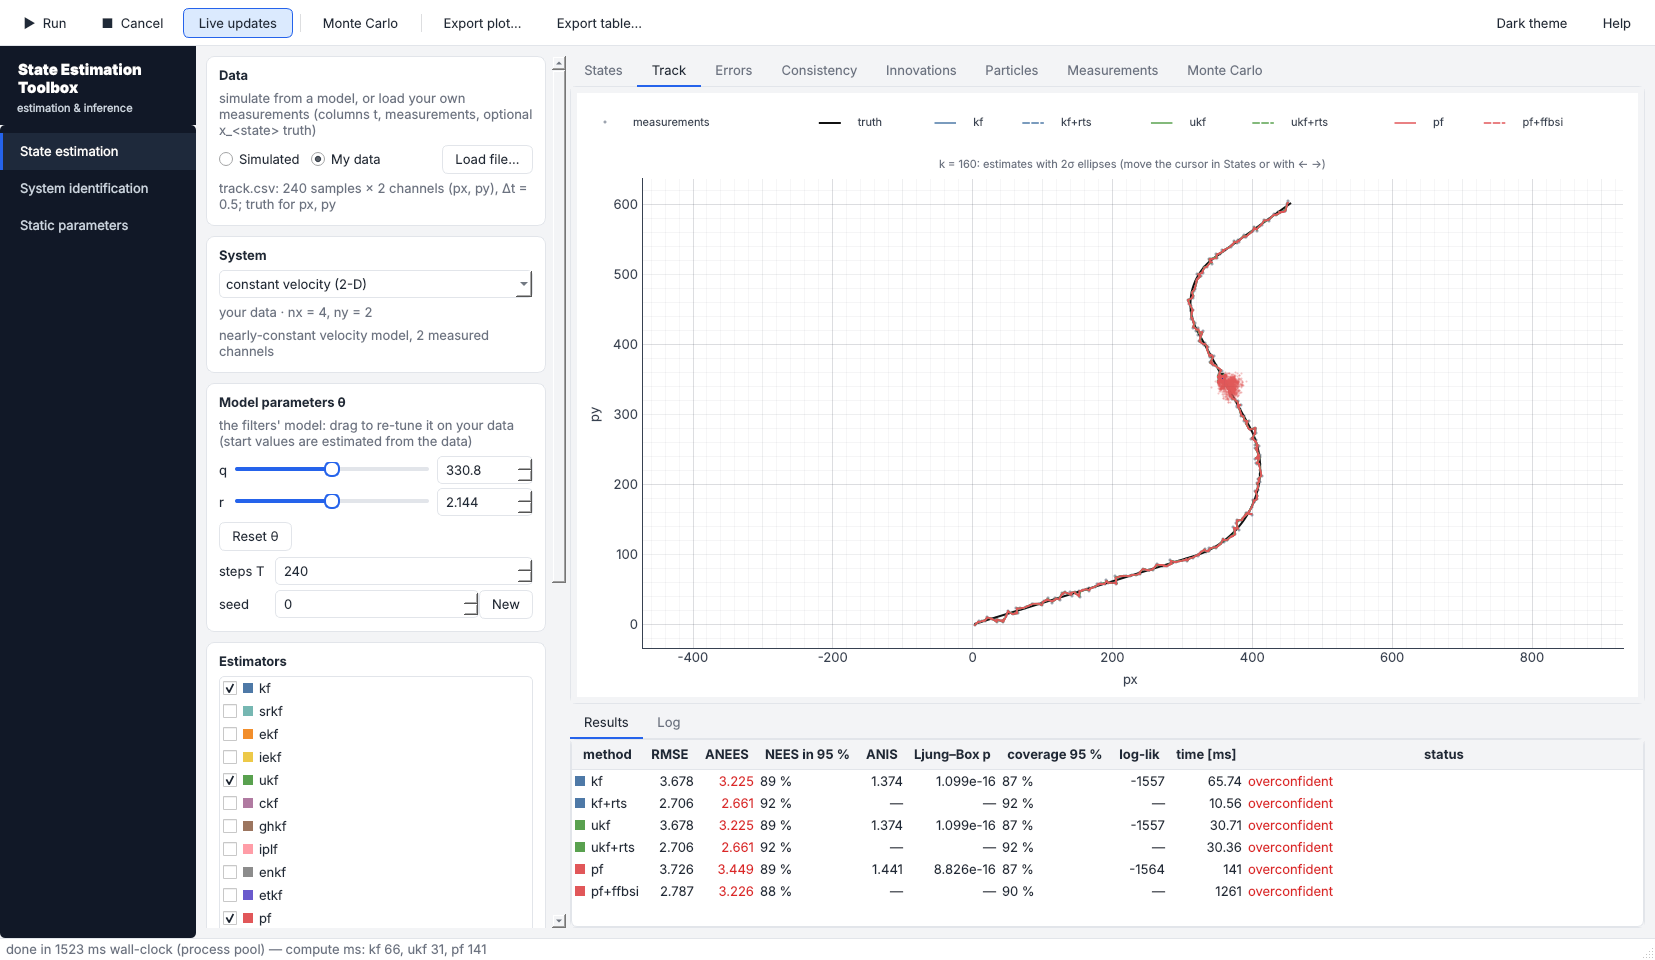 Run
Cancel
Live updates
Monte Carlo
Export plot...
Export table...
Dark theme
Help
State Estimation
Toolbox
estimation & inference
State estimation
System identification
Static parameters
Data
simulate from a model, or load your own
measurements (columns t, measurements, optional
x_<state> truth)
Simulated
My data
Load file...
track.csv: 240 samples × 2 channels (px, py), Δt =
0.5; truth for px, py
System
constant velocity (2-D)
your data · nx = 4, ny = 2
nearly-constant velocity model, 2 measured
channels
Model parameters θ
the filters' model: drag to re-tune it on your data
(start values are estimated from the data)
q 330.8
r 2.144
Reset θ
steps T 240
seed 0 New
Estimators
kf
srkf
ekf
iekf
ukf
ckf
ghkf
iplf
enkf
etkf
pf
States Track Errors Consistency Innovations Particles Measurements Monte Carlo
measurements truth kf kf+rts ukf ukf+rts pf pf+ffbsi
k = 160: estimates with 2σ ellipses (move the cursor in States or with ← →)
600
500
400
300
200
100
0
py
-400 -200 0 200 400 600 800
px
Results Log
method RMSE ANEES NEES in 95 % ANIS Ljung–Box p coverage 95 % log-lik time [ms] status
kf 3.678 3.225 89 % 1.374 1.099e-16 87 % -1557 65.74 overconfident
kf+rts 2.706 2.661 92 % — — 92 % — 10.56 overconfident
ukf 3.678 3.225 89 % 1.374 1.099e-16 87 % -1557 30.71 overconfident
ukf+rts 2.706 2.661 92 % — — 92 % — 30.36 overconfident
pf 3.726 3.449 89 % 1.441 8.826e-16 87 % -1564 141 overconfident
pf+ffbsi 2.787 3.226 88 % — — 90 % — 1261 overconfident
done in 1523 ms wall-clock (process pool) — compute ms: kf 66, ukf 31, pf 141